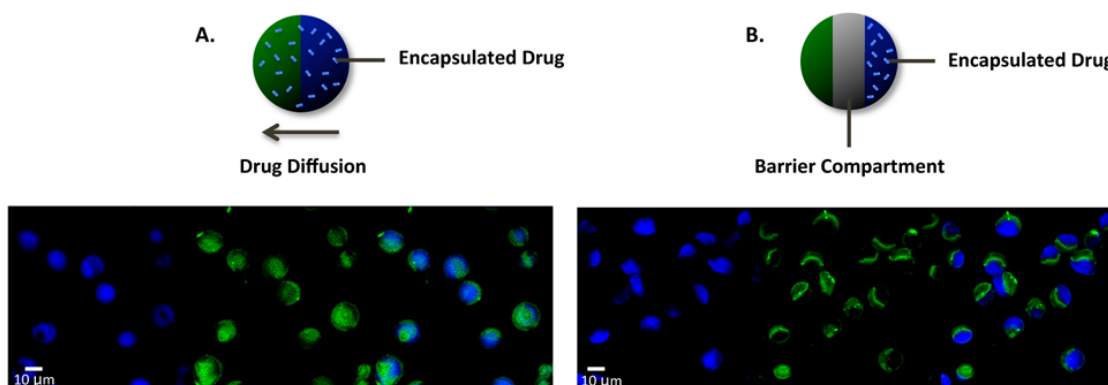 A.
Encapsulated Drug
Drug Diffusion
B.
Encapsulated Drug
Barrier Compartment
10 μm
10 μm